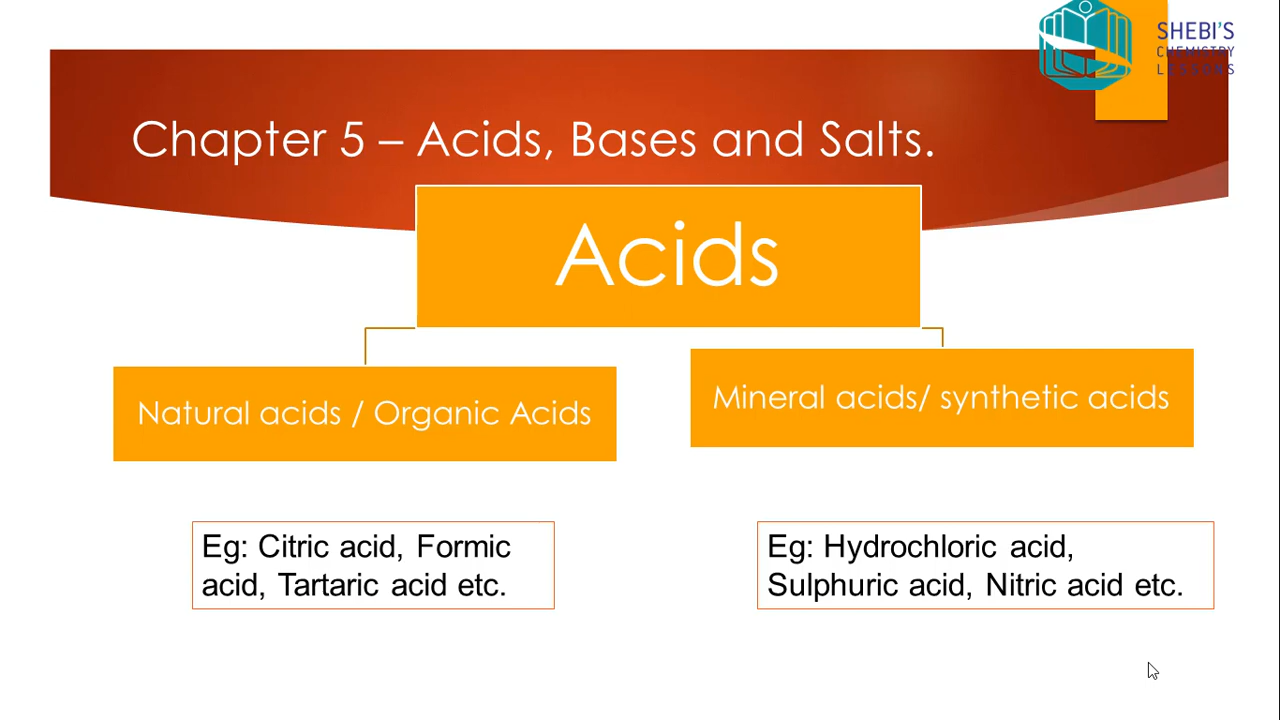 SHEBI'S
CHEMISTRY
LESSONS
Chapter 5 – Acids, Bases and Salts.
Acids
Natural acids / Organic Acids
Mineral acids/ synthetic acids
Eg: Citric acid, Formic
acid, Tartaric acid etc.
Eg: Hydrochloric acid,
Sulphuric acid, Nitric acid etc.